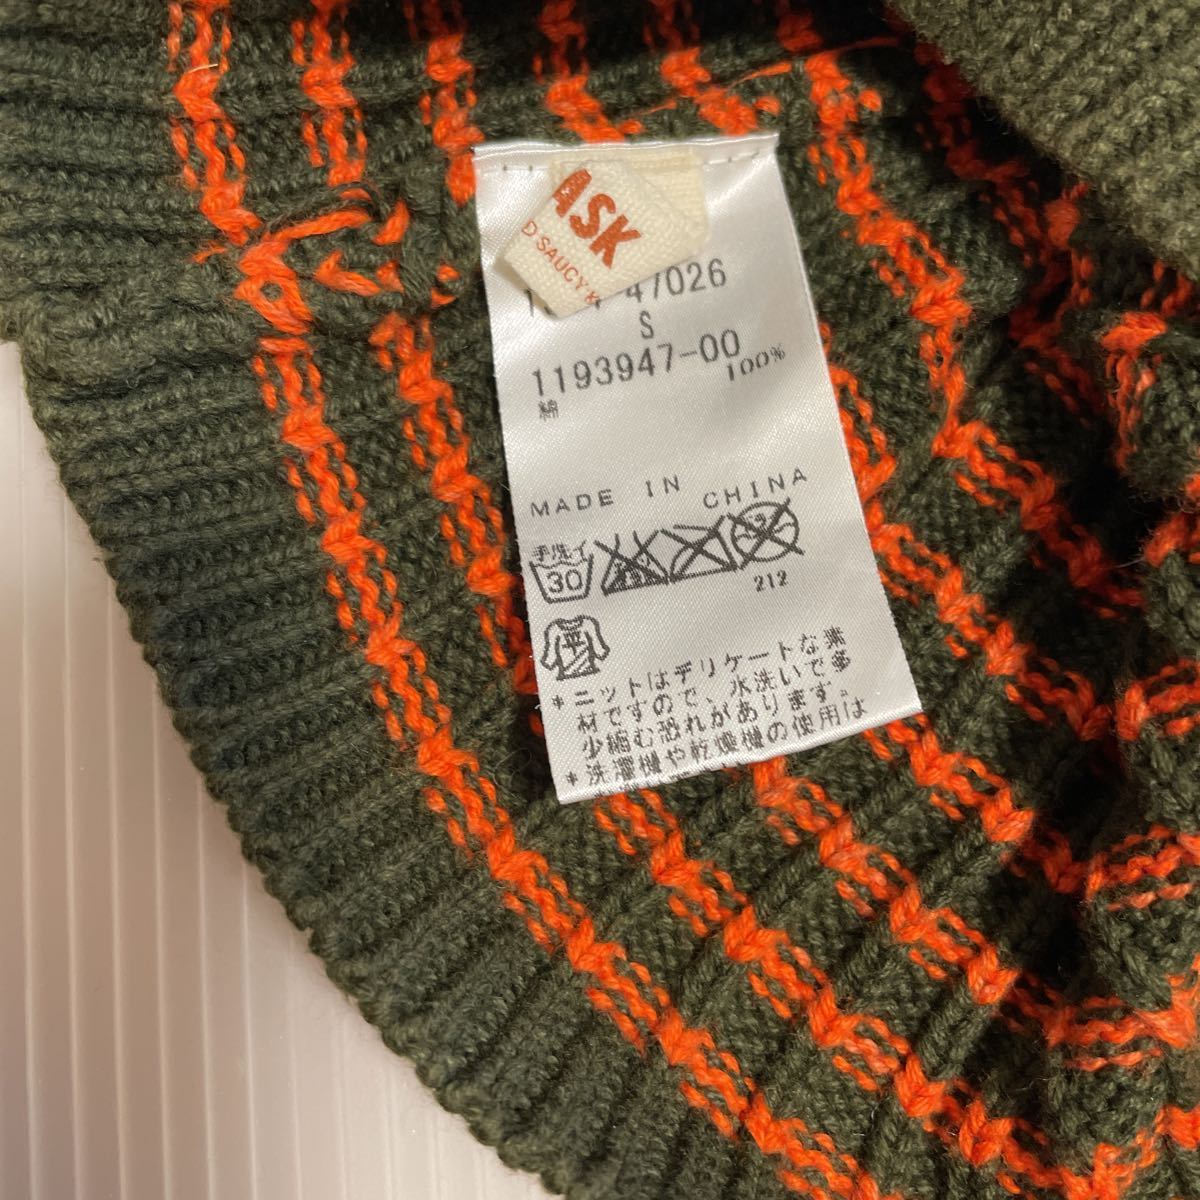 ASK
D SAUCY K
47026
S
1193947-00
綿 100%
MADE IN CHINA
手洗イ
30
212
平
*ニットはデリケートな素
材ですので、水洗いで多
少縮む恐れがあります。
*洗濯機や乾燥機の使用は